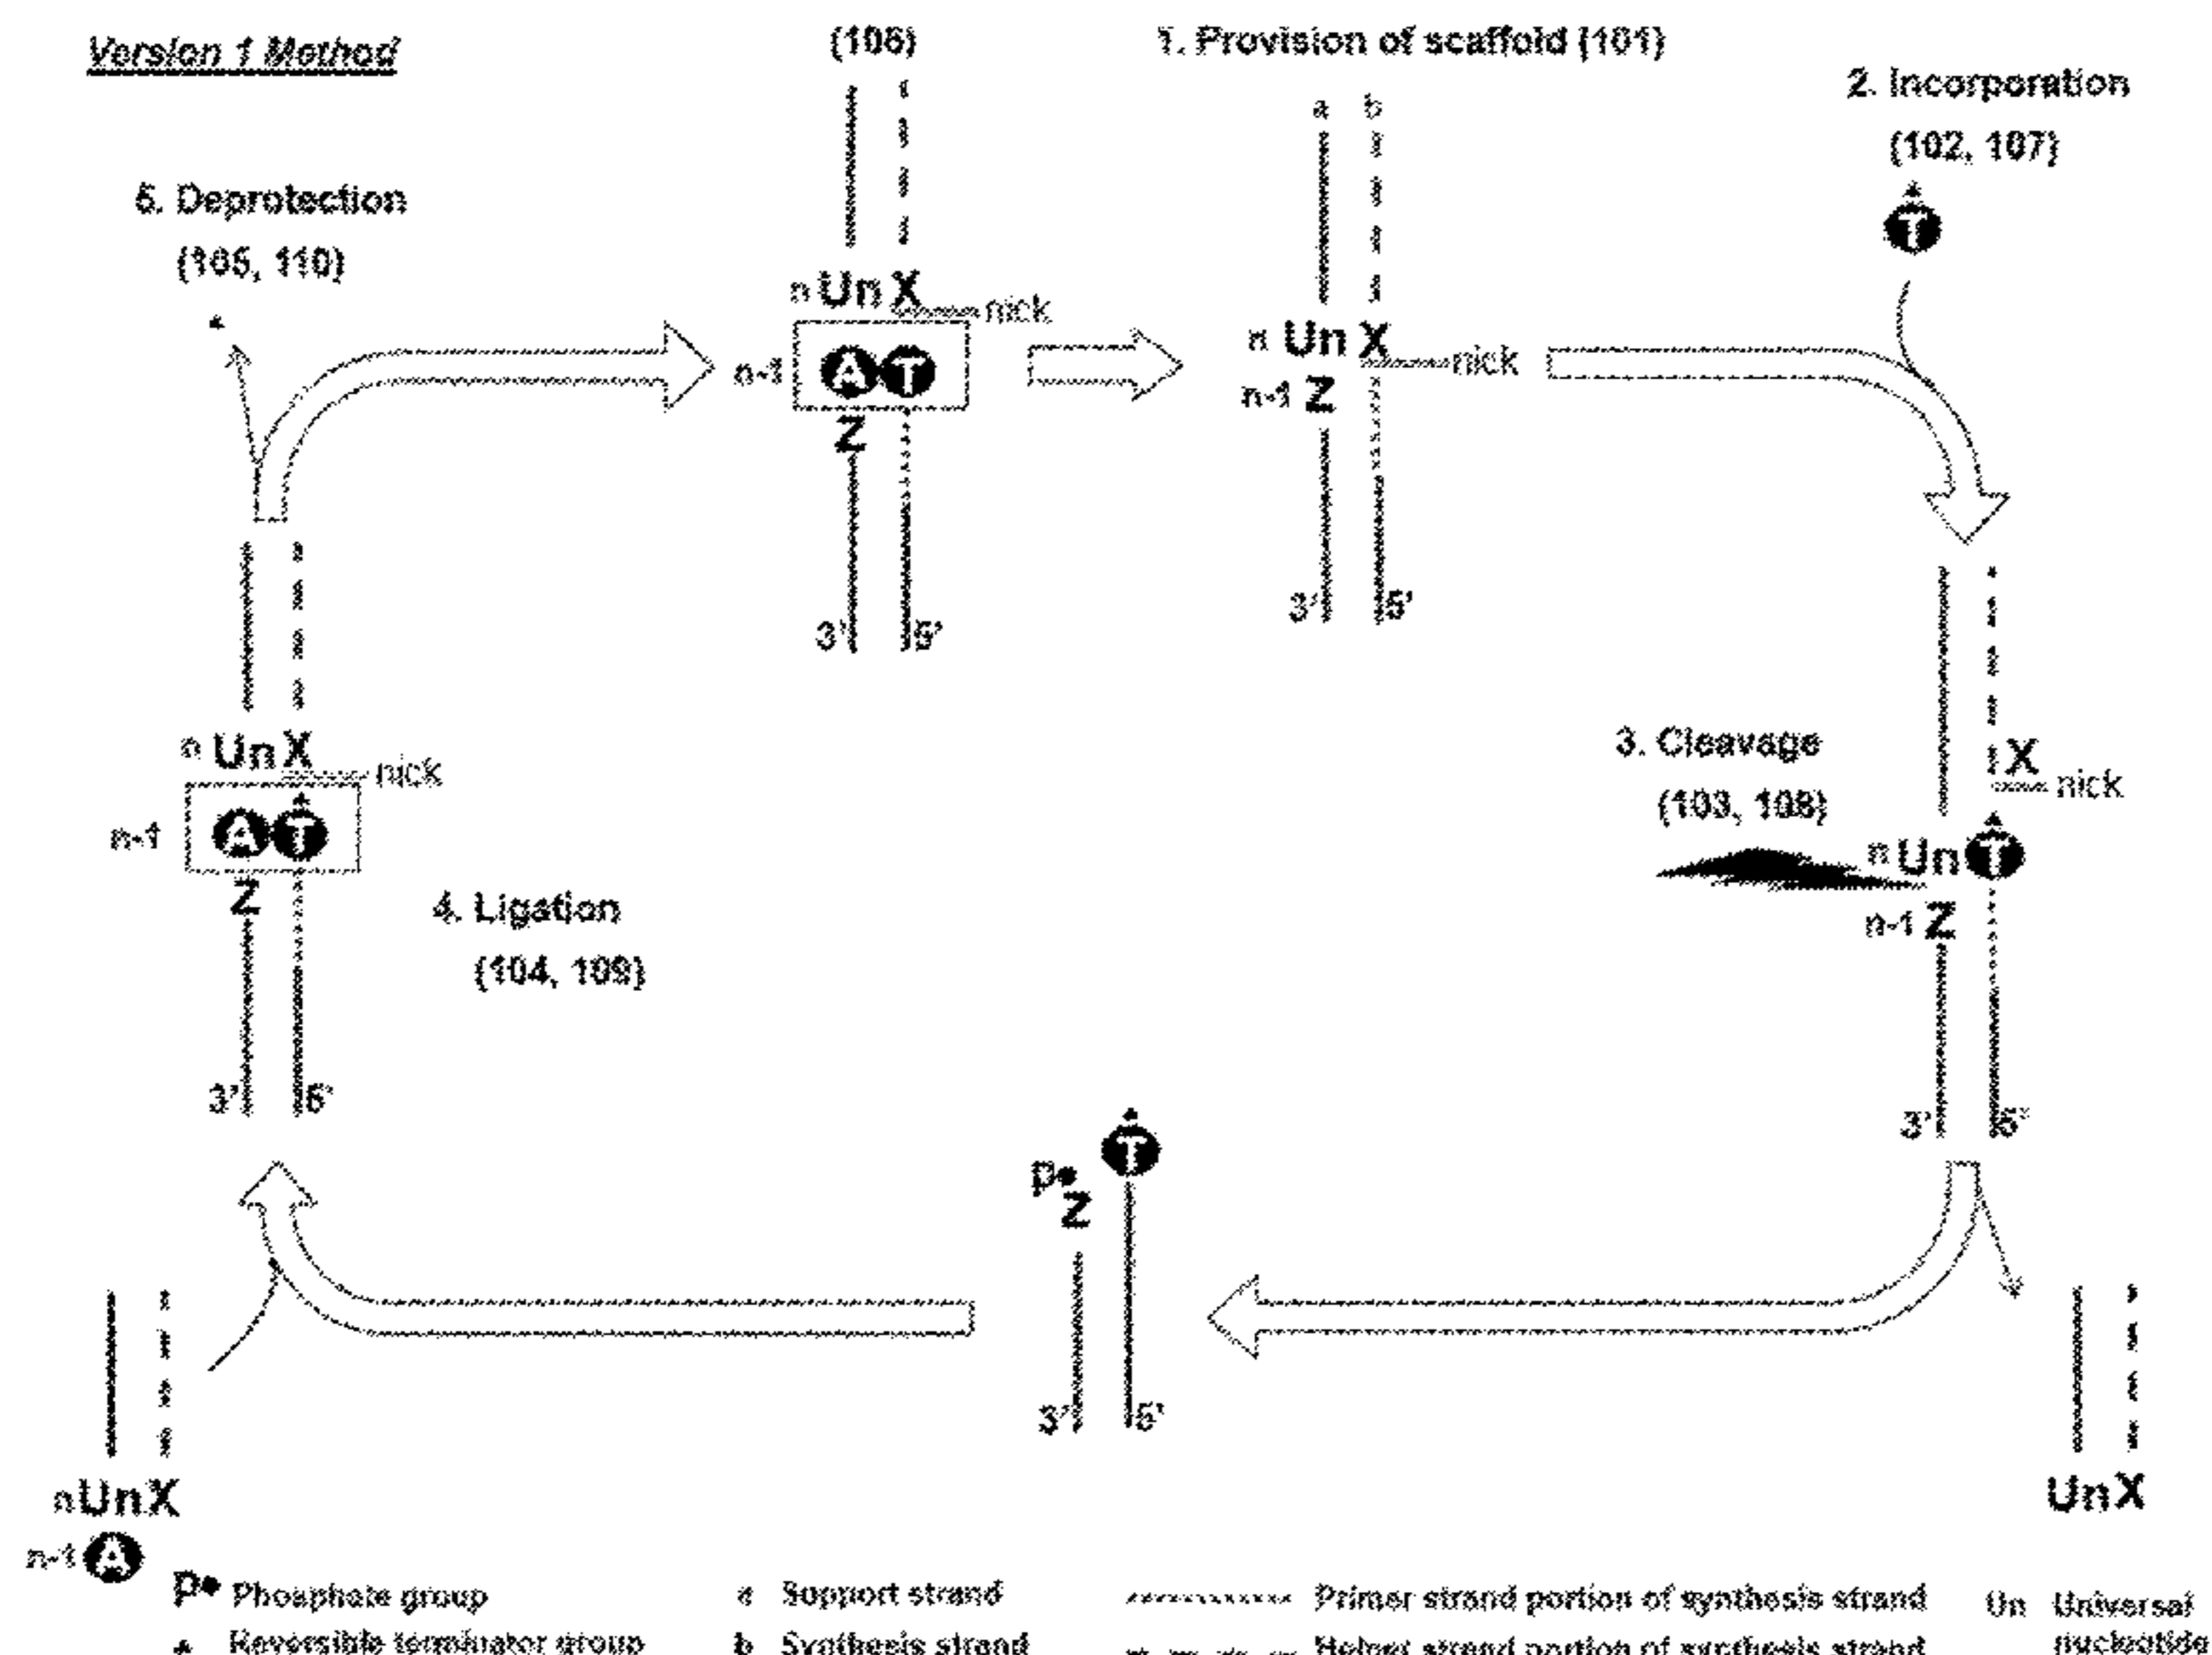 Version 1 Method
(106)
1. Provision of scaffold (101)
2. Incorporation
(102, 107)
T
a b
5. Deprotection
(105, 110)
n Un X
nick
n-1 A T
Z
3' 5'
n Un X
nick
n-1 Z
3' 5'
3. Cleavage
(103, 108)
X
nick
n Un T
n-1 Z
3' 5'
n Un X
nick
n-1 A T
Z
3' 5'
4. Ligation
(104, 109)
T
p
Z
3' 5'
n Un X
n-1 A
Un X
p Phosphate group
Reversible terminator group
a Support strand
b Synthesis strand
Primer strand portion of synthesis strand
Helper strand portion of synthesis strand
Un Universal
nucleotide